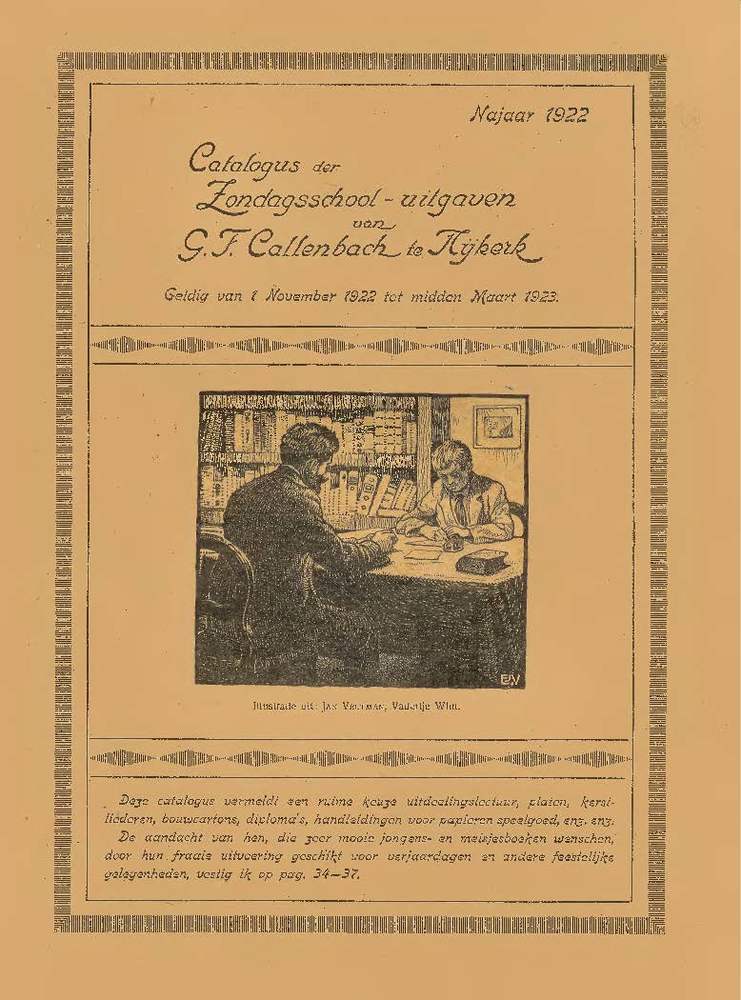 Najaar 1922
Catalogus der
Zondagsschool - uitgaven
van
G. F. Callenbach te Nijkerk
Geldig van 1 November 1922 tot midden Maart 1923.
EJV
Illustratie uit: JAN VELTMAN, Vadertje Wim.
Deze catalogus vermeldt een ruime keuze uitdeelingslectuur, platen, kerst-
liederen, bouwcartons, diploma's, handleidingen voor papieren speelgoed, enz. enz.
De aandacht van hen, die zeer mooie jongens- en meisjesboeken wenschen,
door hun fraaie uitvoering geschikt voor verjaardagen en andere feestelijke
gelegenheden, vestig ik op pag. 34—37.